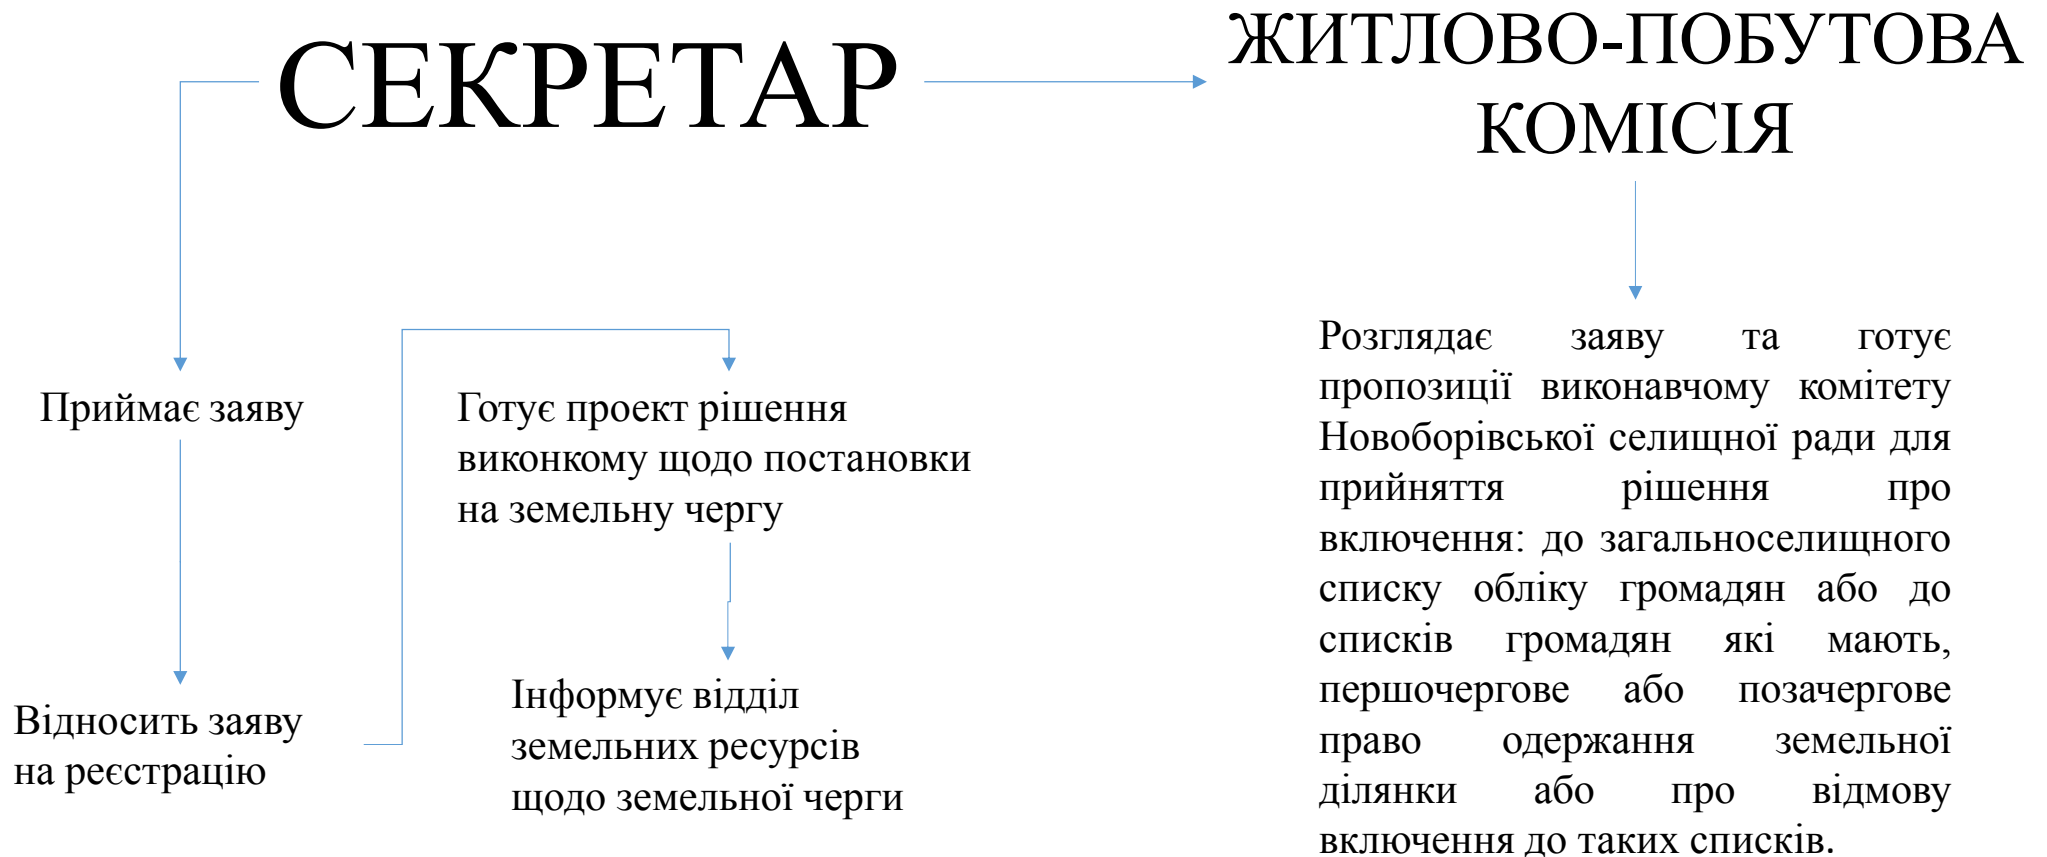 СЕКРЕТАР
ЖИТЛОВО-ПОБУТОВА
КОМІСІЯ
Приймає заяву
Відносить заяву
на реєстрацію
Готує проект рішення
виконкому щодо постановки
на земельну чергу
Інформує відділ
земельних ресурсів
щодо земельної черги
Розглядає заяву та готує
пропозиції виконавчому комітету
Новоборівської селищної ради для
прийняття рішення про
включення: до загальноселищного
списку обліку громадян або до
списків громадян які мають,
першочергове або позачергове
право одержання земельної
ділянки або про відмову
включення до таких списків.